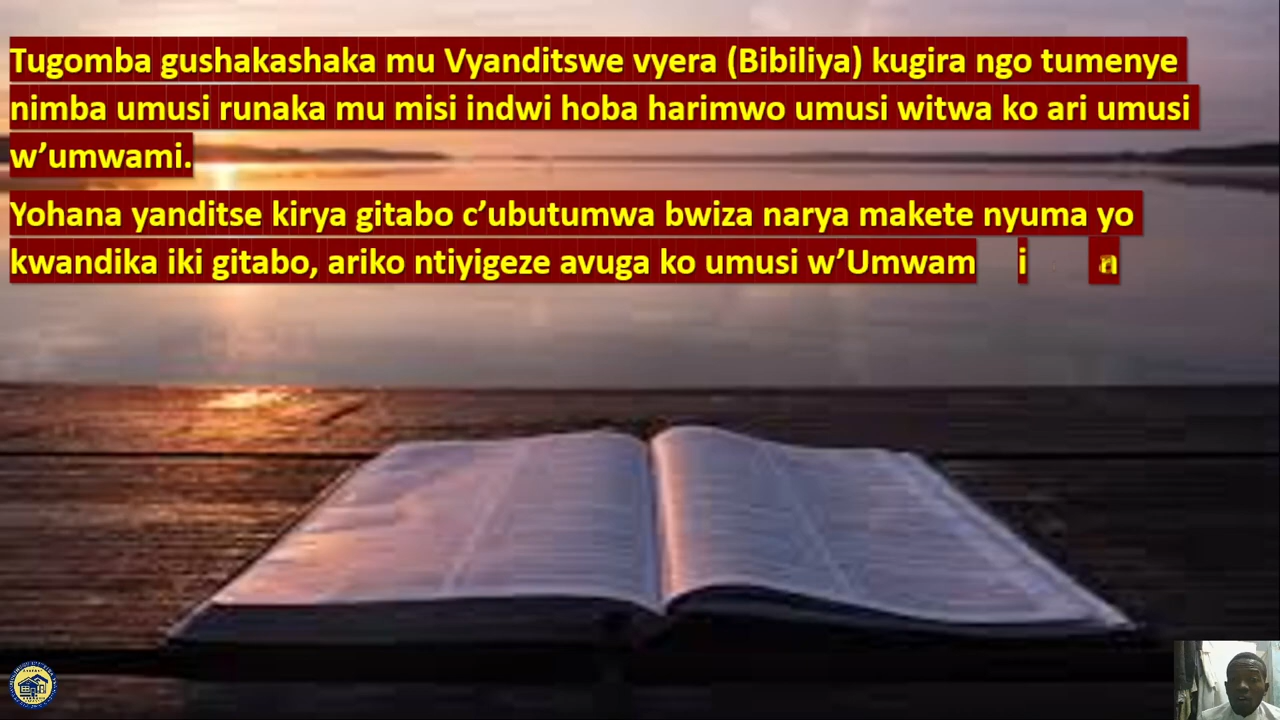 Tugomba gushakashaka mu Vyanditswe vyera (Bibiliya) kugira ngo tumenye
nimba umusi runaka mu misi indwi hoba harimwo umusi witwa ko ari umusi
w’umwami.
Yohana yanditse kirya gitabo c’ubutumwa bwiza narya makete nyuma yo
kwandika iki gitabo, ariko ntiyigeze avuga ko umusi w’Umwam i a